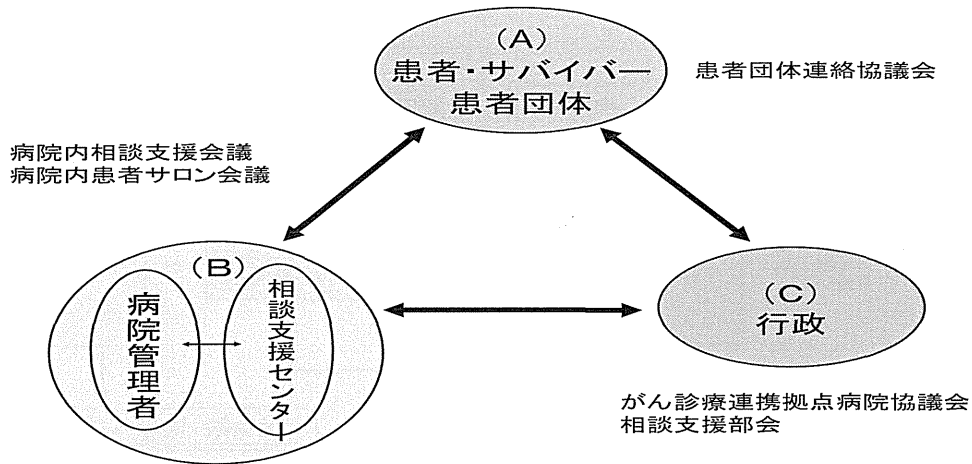 (A)
患者・サバイバー
患者団体
患者団体連絡協議会
病院内相談支援会議
病院内患者サロン会議
(B)
病院管理者
相談支援センター
(C)
行政
がん診療連携拠点病院協議会
相談支援部会